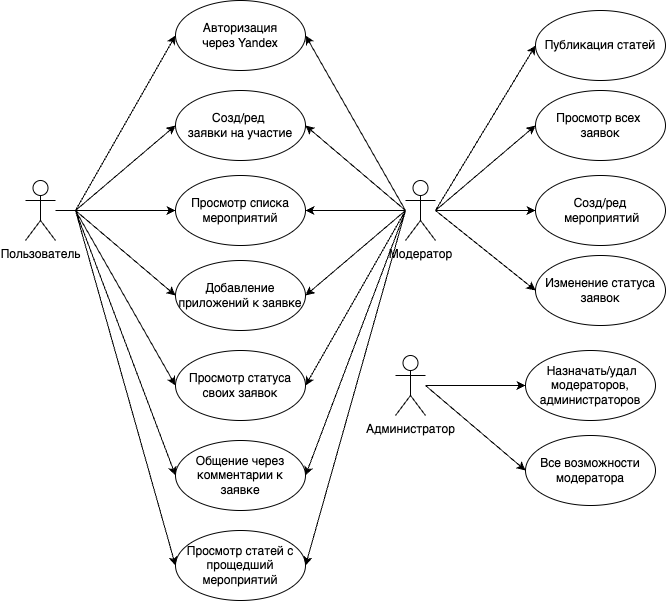 Авторизация
через Yandex
Созд/ред
заявки на участие
Просмотр списка
мероприятий
Добавление
приложений к заявке
Просмотр статуса
своих заявок
Общение через
комментарии к
заявке
Просмотр статей с
прощедший
мероприятий
Пользователь
Модератор
Публикация статей
Просмотр всех
заявок
Созд/ред
мероприятий
Изменение статуса
заявок
Администратор
Назначать/удал
модераторов,
администраторов
Все возможности
модератора